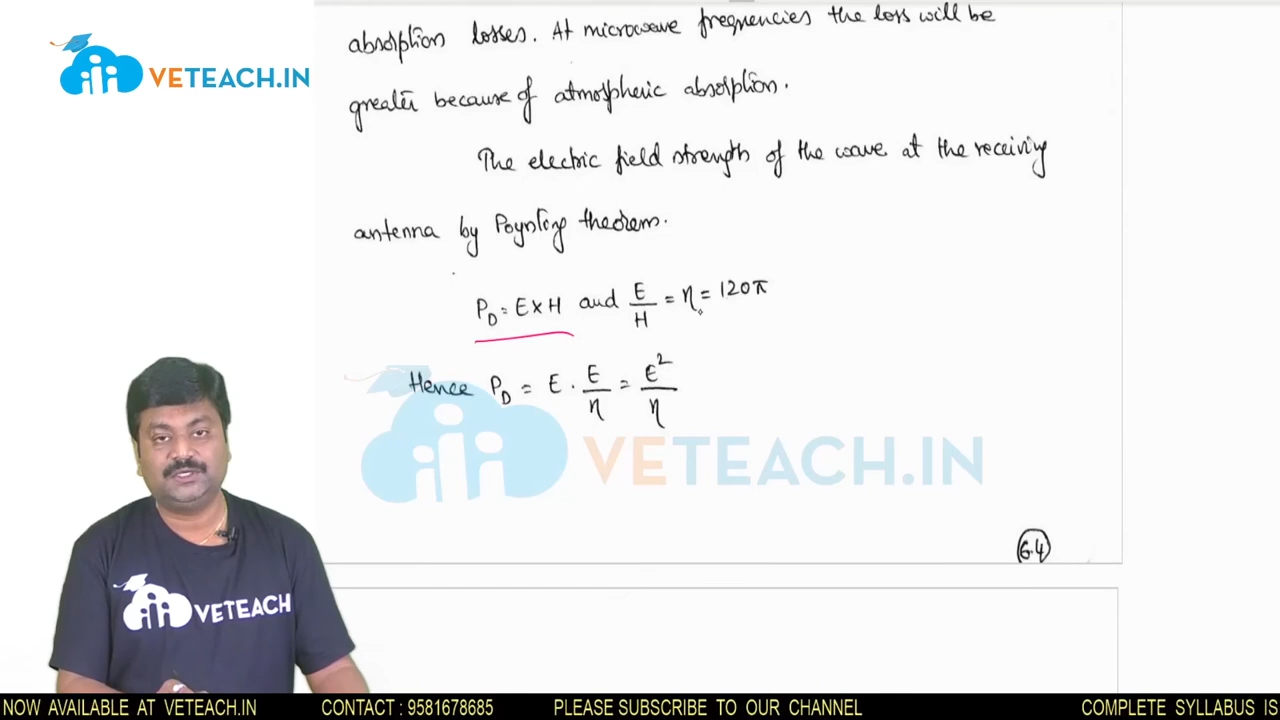 VETEACH.IN
absorption losses. At microwave frequencies the loss will be
greater because of atmospheric absorption.
The electric field strength of the wave at the receiving
antenna by Poynting theorem.
P_D = E×H and E/H = η = 120π
Hence P_D = E . E/η = E²/η
VETEACH.IN
6.4
VETEACH
NOW AVAILABLE AT VETEACH.IN CONTACT : 9581678685 PLEASE SUBSCRIBE TO OUR CHANNEL COMPLETE SYLLABUS IS